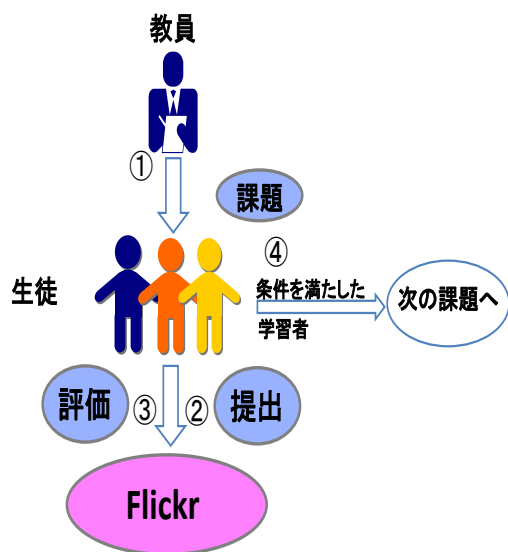 教員
①
課題
④
生徒
条件を満たした
学習者
次の課題へ
評価
③
②
提出
Flickr